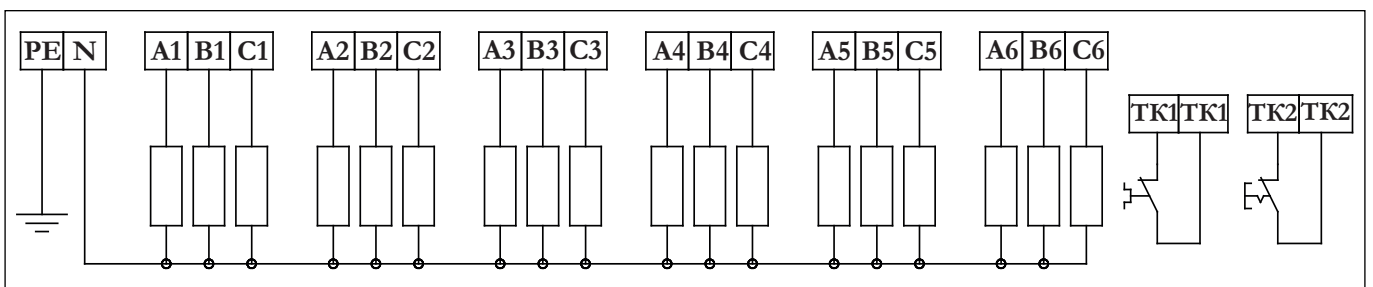 PE N A1 B1 C1 A2 B2 C2 A3 B3 C3 A4 B4 C4 A5 B5 C5 A6 B6 C6
TK1 TK1 TK2 TK2